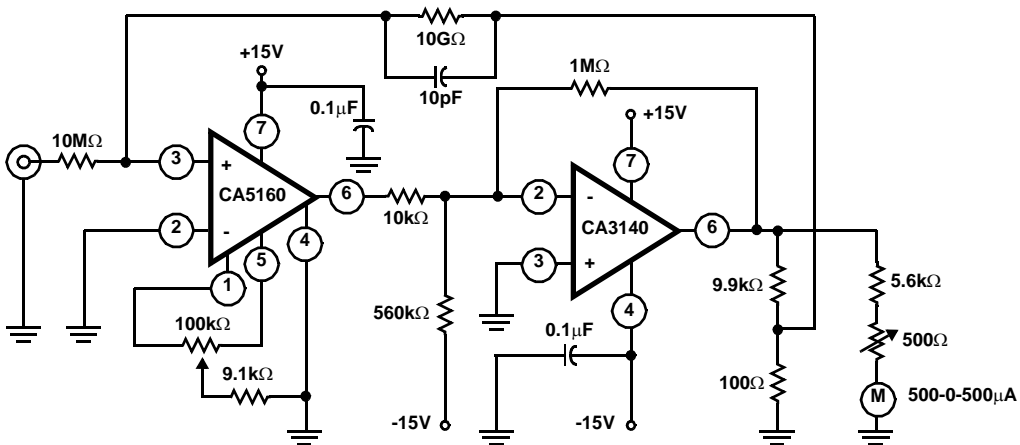 10GΩ
10pF
+15V
0.1μF
1MΩ
+15V
10MΩ
7
3
+
CA5160
6
10kΩ
2
-
4
5
1
7
2
-
CA3140
6
3
+
4
9.9kΩ
5.6kΩ
100kΩ
9.1kΩ
560kΩ
0.1μF
500Ω
100Ω
M
500-0-500μA
-15V
-15V